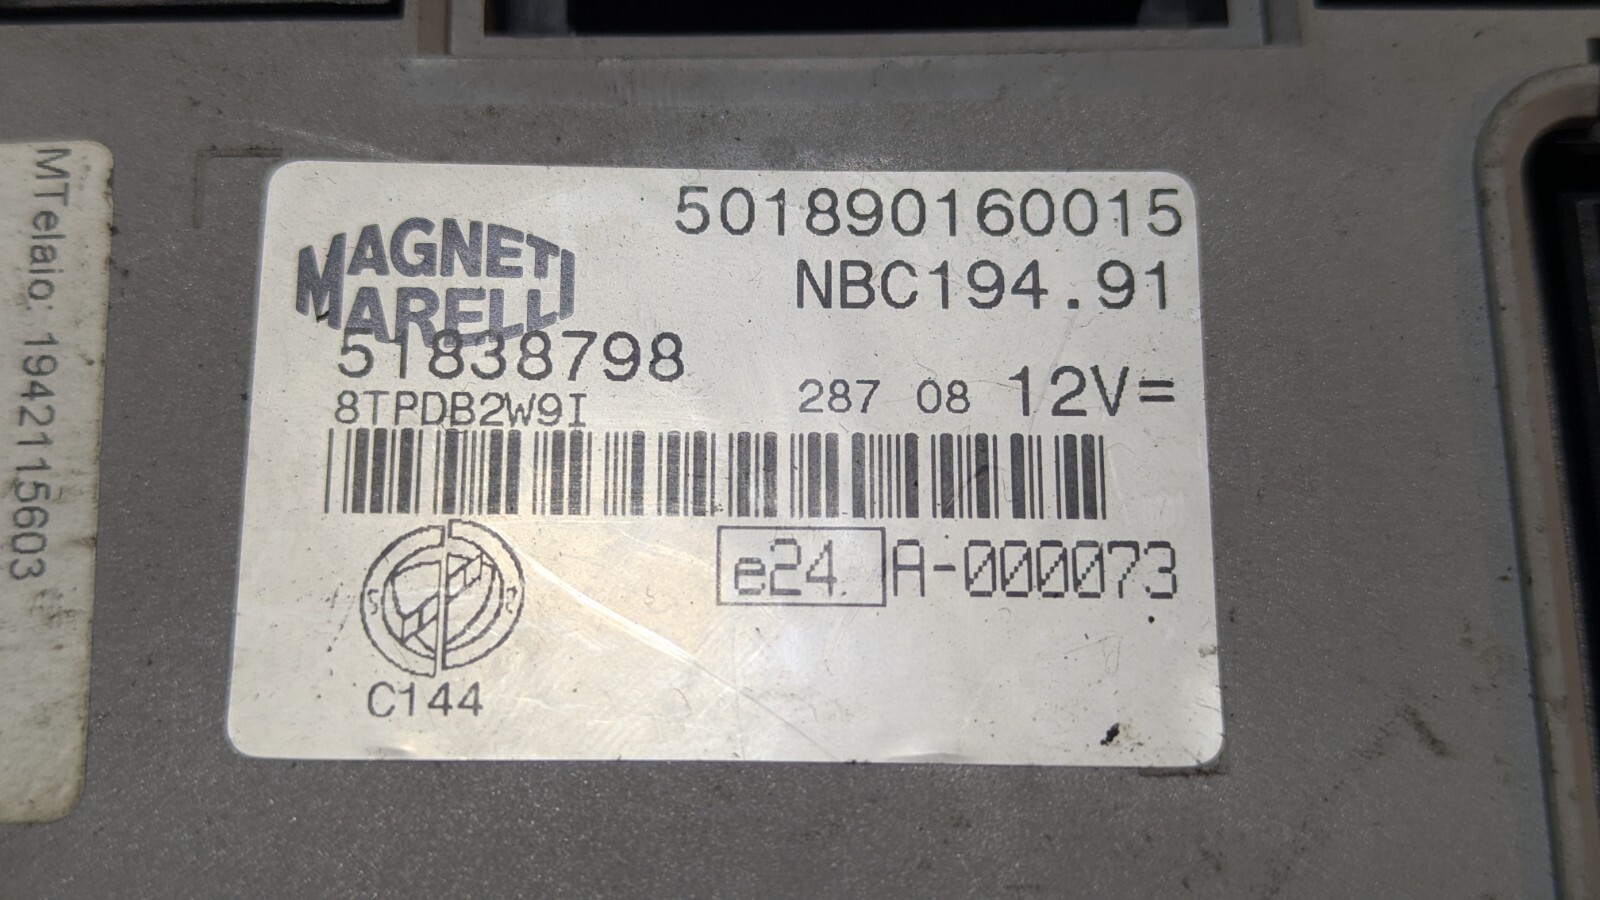 MTelaio: 1942115603
MAGNETI
MARELLI
501890160015
NBC194.91
51838798
8TPDB2W9I
287 08 12V=
e24 A-000073
C144